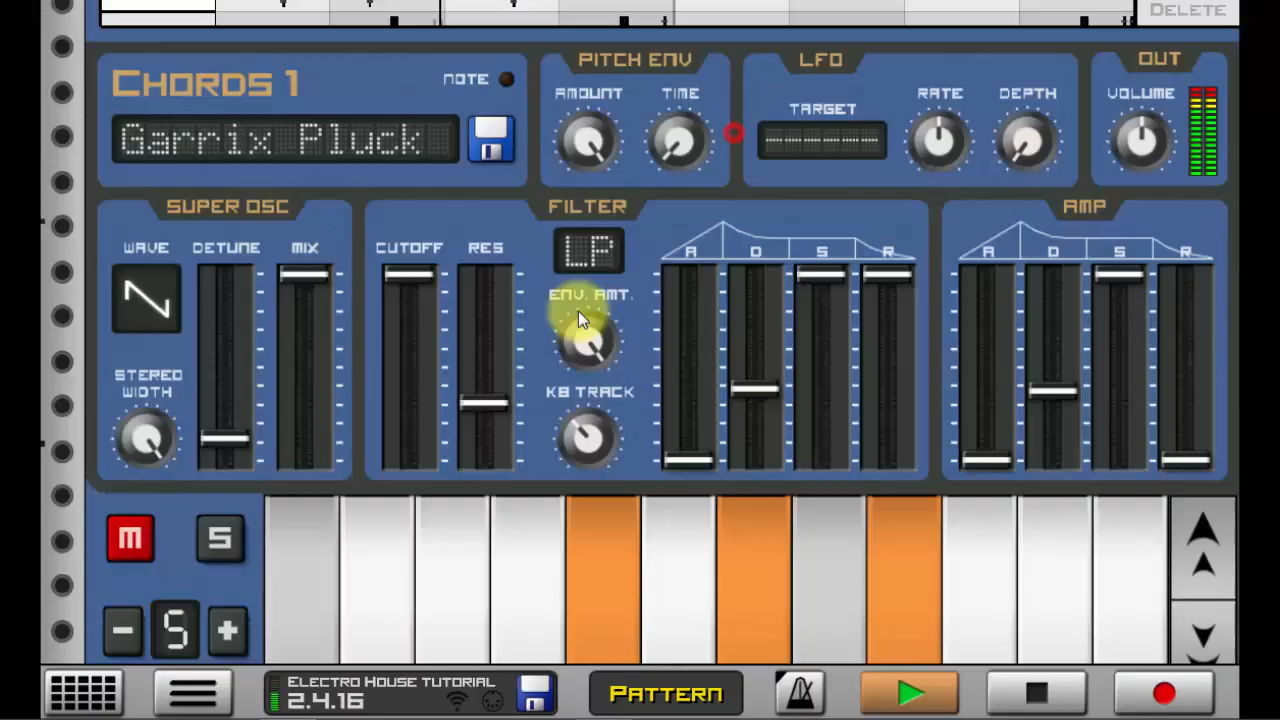 DELETE
CHORDS 1
NOTE
Garrix Pluck
PITCH ENV
AMOUNT
TIME
LFO
TARGET
------
RATE
DEPTH
OUT
VOLUME
SUPER OSC
WAVE
DETUNE
MIX
STEREO
WIDTH
FILTER
CUTOFF
RES
LP
ENV. AMT.
KB TRACK
A
D
S
R
AMP
A
D
S
R
M
S
-
5
+
ELECTRO HOUSE TUTORIAL
2.4.16
PATTERN